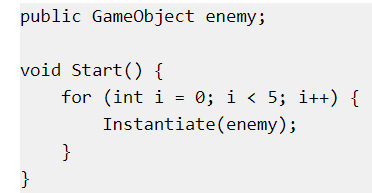 public GameObject enemy;

void Start() {
    for (int i = 0; i < 5; i++) {
        Instantiate(enemy);
    }
}